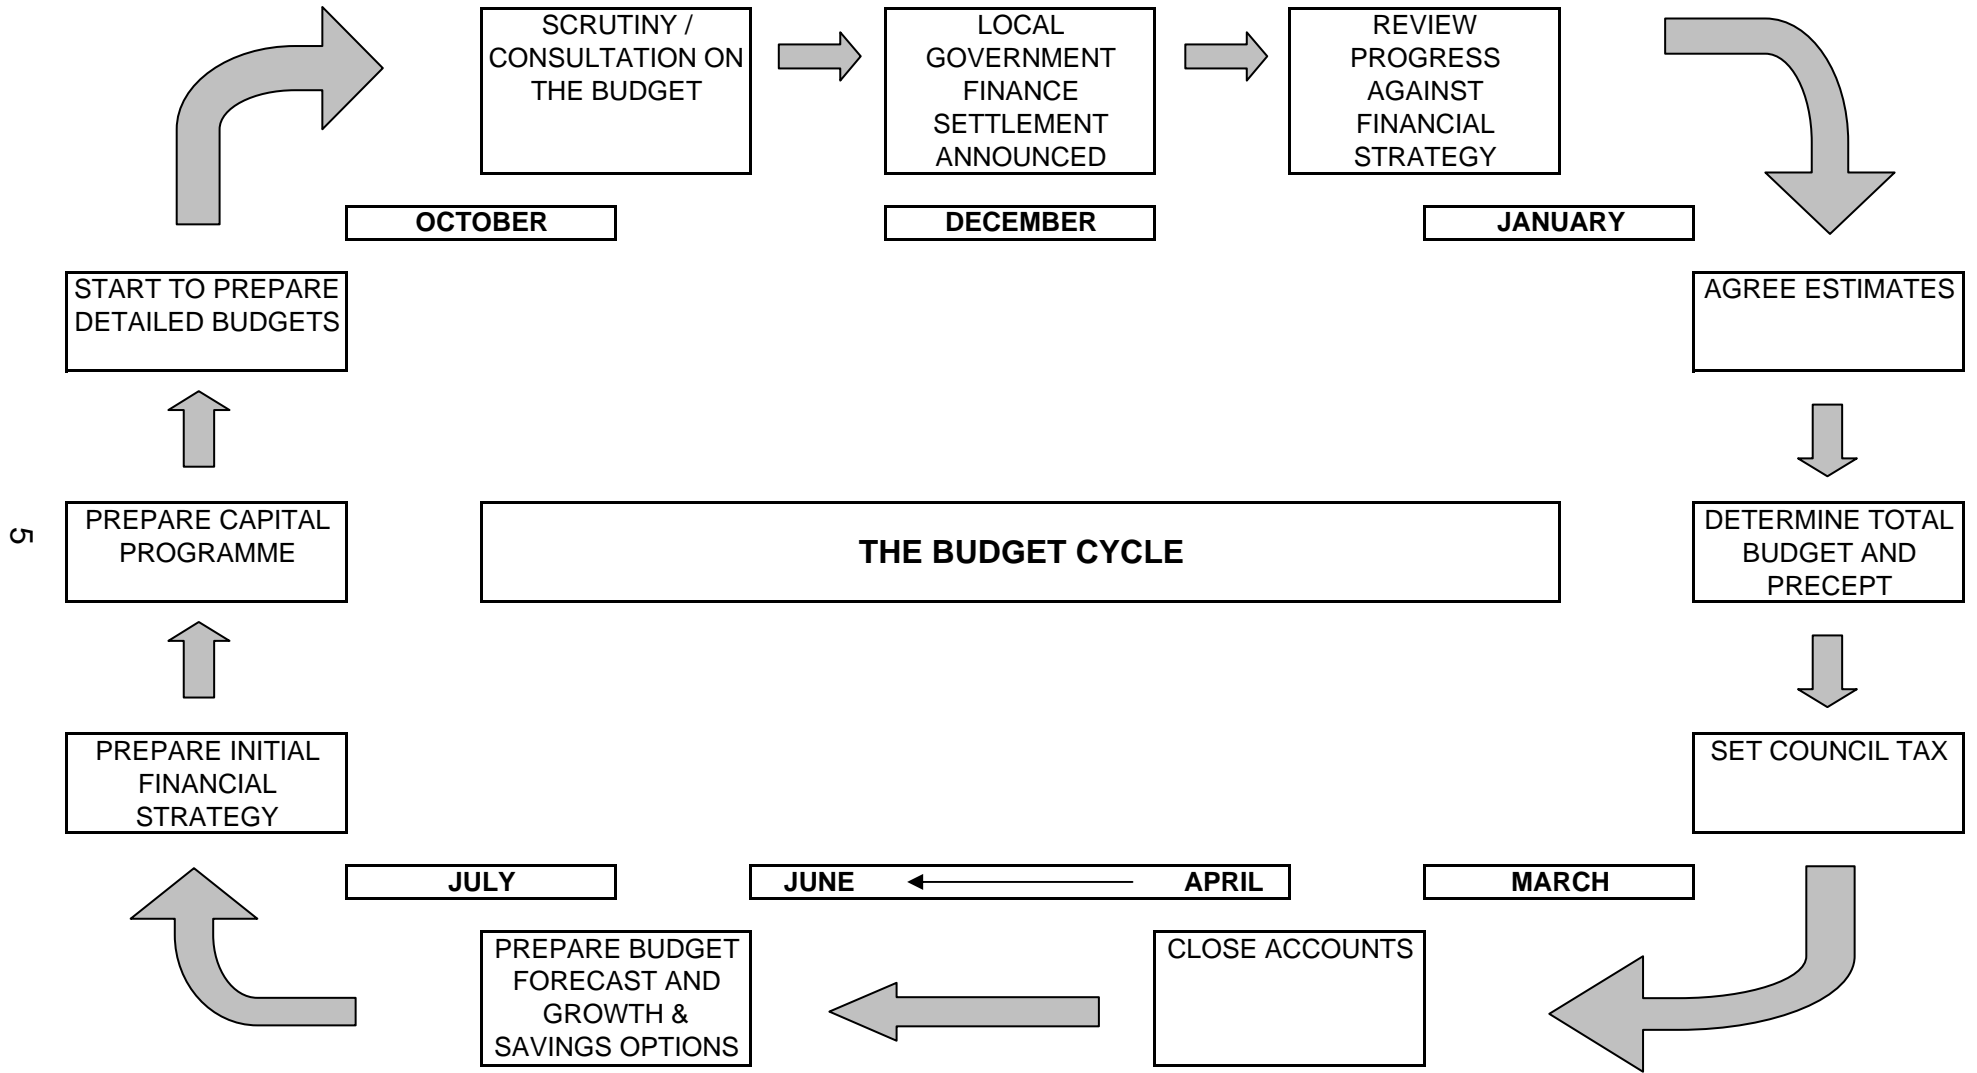 SCRUTINY /
CONSULTATION ON
THE BUDGET
LOCAL
GOVERNMENT
FINANCE
SETTLEMENT
ANNOUNCED
REVIEW
PROGRESS
AGAINST
FINANCIAL
STRATEGY
OCTOBER
DECEMBER
JANUARY
START TO PREPARE
DETAILED BUDGETS
AGREE ESTIMATES
PREPARE CAPITAL
PROGRAMME
THE BUDGET CYCLE
DETERMINE TOTAL
BUDGET AND
PRECEPT
5
PREPARE INITIAL
FINANCIAL
STRATEGY
SET COUNCIL TAX
JULY
JUNE APRIL
MARCH
PREPARE BUDGET
FORECAST AND
GROWTH &
SAVINGS OPTIONS
CLOSE ACCOUNTS